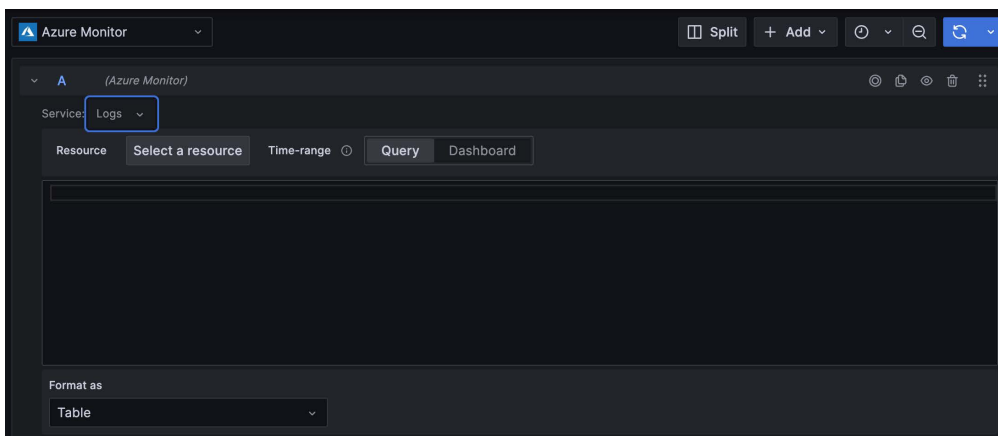 Azure Monitor
Split
Add
A (Azure Monitor)
Service: Logs
Resource Select a resource Time-range Query Dashboard
Format as
Table